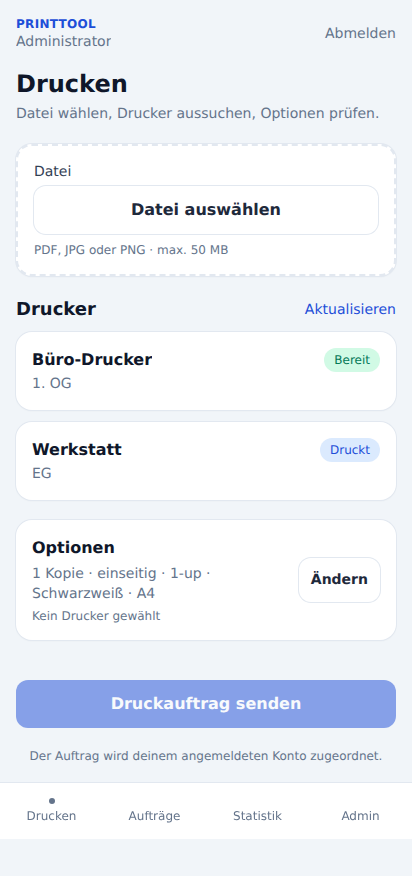 PRINTTOOL
Administrator
Abmelden
Drucken
Datei wählen, Drucker aussuchen, Optionen prüfen.
Datei
Datei auswählen
PDF, JPG oder PNG · max. 50 MB
Drucker
Aktualisieren
Büro-Drucker
Bereit
1. OG
Werkstatt
Druckt
EG
Optionen
1 Kopie · einseitig · 1-up ·
Schwarzweiß · A4
Kein Drucker gewählt
Ändern
Druckauftrag senden
Der Auftrag wird deinem angemeldeten Konto zugeordnet.
Drucken
Aufträge
Statistik
Admin